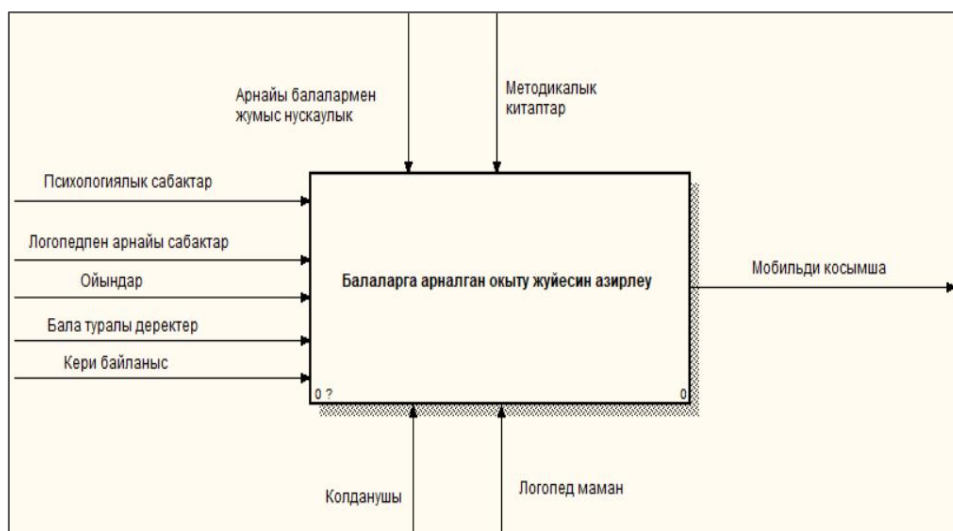 Арнайы балалармен
жумыс нускаулык
Методикалык
китаптар
Психологиялык сабактар
Логопедпен арнайы сабактар
Ойындар
Бала туралы деректер
Кери байланыс
Балаларга арналган окыту жуйесин азирлеу
0 ?
0
Мобильди косымша
Колданушы
Логопед маман